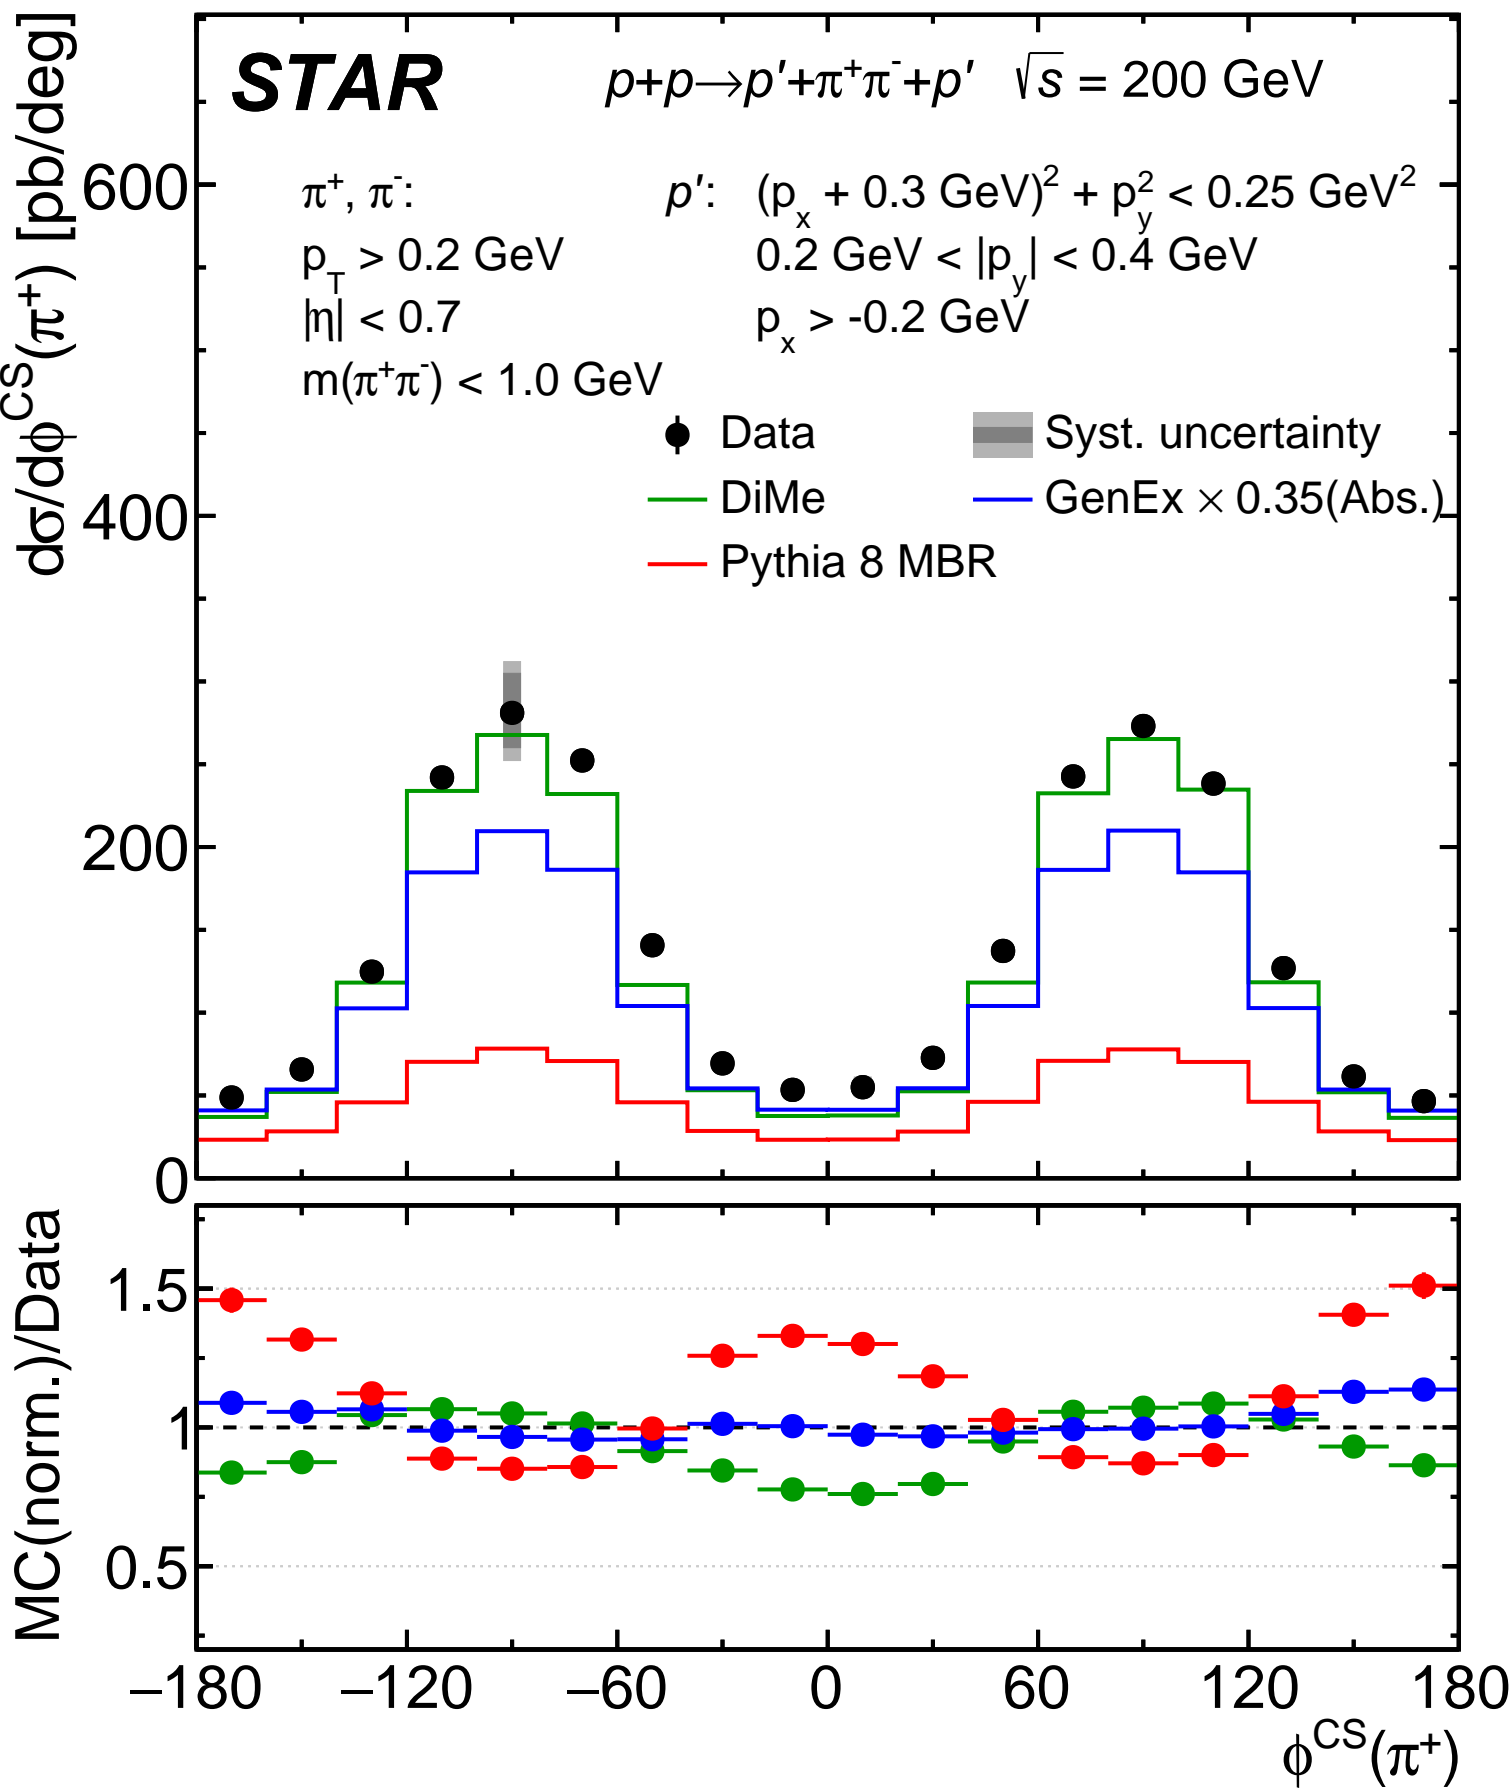 STAR p+p→p′+π⁺π⁻+p′ √s = 200 GeV
π⁺, π⁻: p′: (pₓ + 0.3 GeV)² + p_y² < 0.25 GeV²
p_T > 0.2 GeV 0.2 GeV < |p_y| < 0.4 GeV
|η| < 0.7 pₓ > -0.2 GeV
m(π⁺π⁻) < 1.0 GeV
Data Syst. uncertainty
DiMe GenEx × 0.35(Abs.)
Pythia 8 MBR
dσ/dϕ^CS(π⁺) [pb/deg]
600
400
200
0
MC(norm.)/Data
1.5
1
0.5
−180 −120 −60 0 60 120 180
ϕ^CS(π⁺)